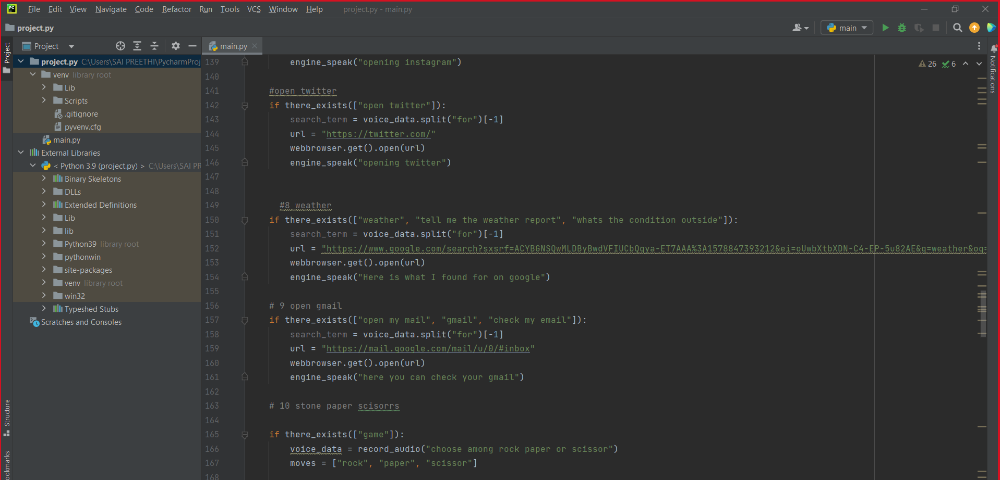 PC
File Edit View Navigate Code Refactor Run Tools VCS Window Help project.py - main.py
project.py
main
Project
Project
main.py
project.py C:\Users\SAI PREETHI\PycharmProj
venv library root
Lib
Scripts
.gitignore
pyvenv.cfg
main.py
External Libraries
< Python 3.9 (project.py) > C:\Users\SAI PR
Binary Skeletons
DLLs
Extended Definitions
Lib
lib
Python39 library root
pythonwin
site-packages
venv library root
win32
Typeshed Stubs
Scratches and Consoles
Structure
ookmarks
26 6
Notifications
139 engine_speak("opening instagram")
140
141 #open twitter
142 if there_exists(["open twitter"]):
143 search_term = voice_data.split("for")[-1]
144 url = "https://twitter.com/"
145 webbrowser.get().open(url)
146 engine_speak("opening twitter")
147
148
149 #8 weather
150 if there_exists(["weather", "tell me the weather report", "whats the condition outside"]):
151 search_term = voice_data.split("for")[-1]
152 url = "https://www.google.com/search?sxsrf=ACYBGNSQwMLDByBwdVFIUCbQqya-ET7AAA%3A1578847393212&ei=oUwbXtbXDN-C4-EP-5u82AE&q=weather&oq=
153 webbrowser.get().open(url)
154 engine_speak("Here is what I found for on google")
155
156 # 9 open gmail
157 if there_exists(["open my mail", "gmail", "check my email"]):
158 search_term = voice_data.split("for")[-1]
159 url = "https://mail.google.com/mail/u/0/#inbox"
160 webbrowser.get().open(url)
161 engine_speak("here you can check your gmail")
162
163 # 10 stone paper scisorrs
164
165 if there_exists(["game"]):
166 voice_data = record_audio("choose among rock paper or scissor")
167 moves = ["rock", "paper", "scissor"]
168